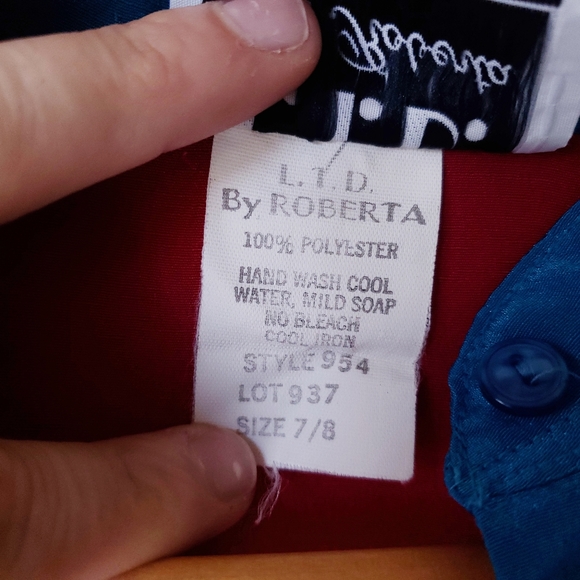 Roberta
L.T.D.
L.T.D.
By ROBERTA
100% POLYESTER
HAND WASH COOL
WATER, MILD SOAP
NO BLEACH
COOL IRON
STYLE 954
LOT 937
SIZE 7/8